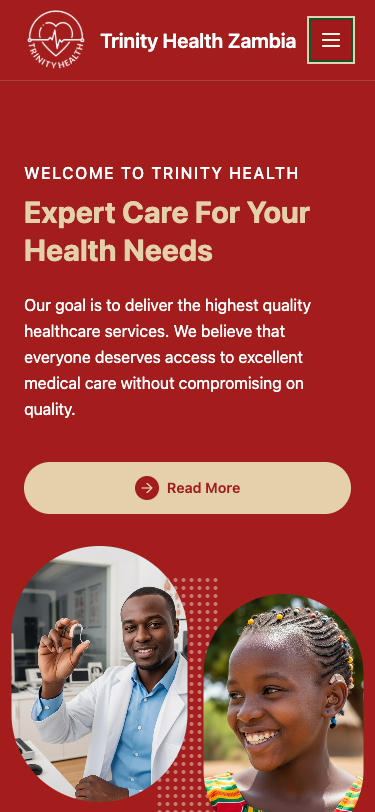 TRINITY HEALTH
Trinity Health Zambia
WELCOME TO TRINITY HEALTH
Expert Care For Your
Health Needs
Our goal is to deliver the highest quality
healthcare services. We believe that
everyone deserves access to excellent
medical care without compromising on
quality.
Read More